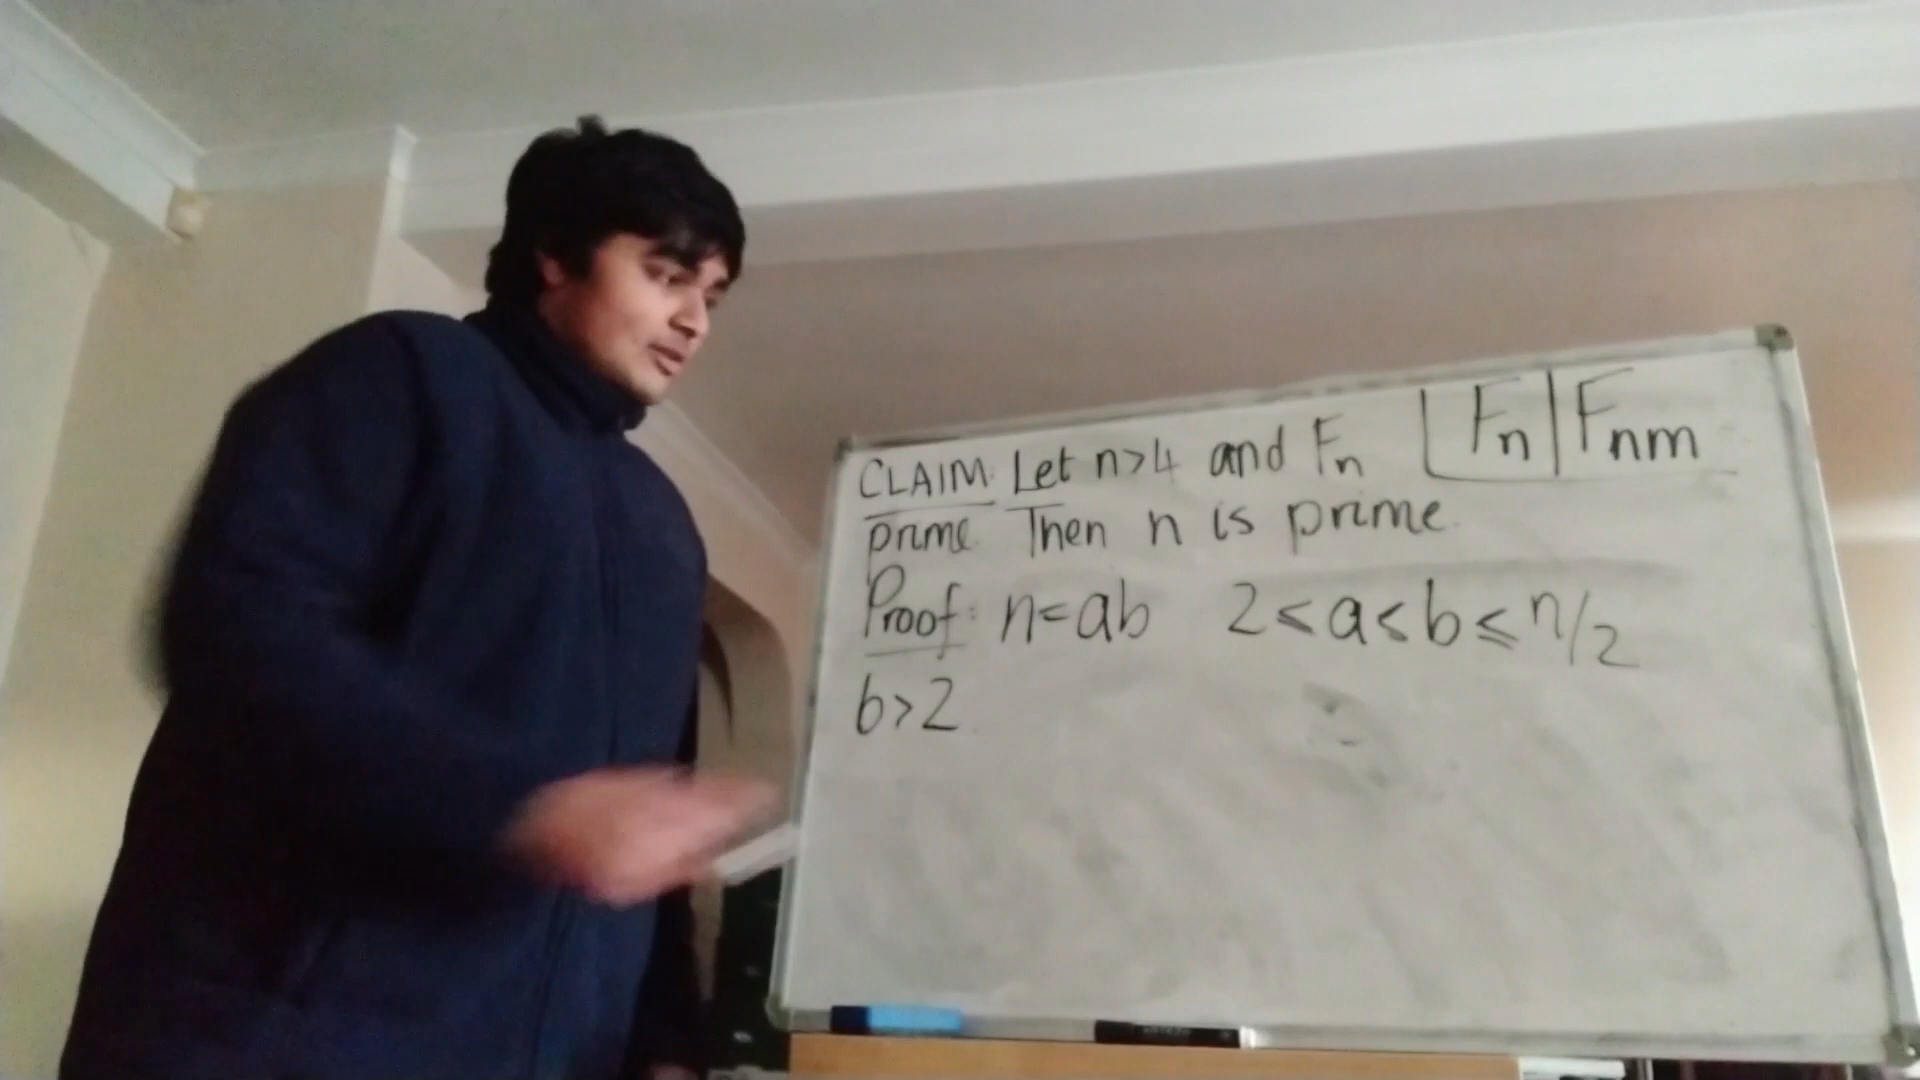 CLAIM: Let n>4 and Fn
prime. Then n is prime.
Fn|Fnm
Proof: n=ab 2≤a≤b≤n/2
b>2